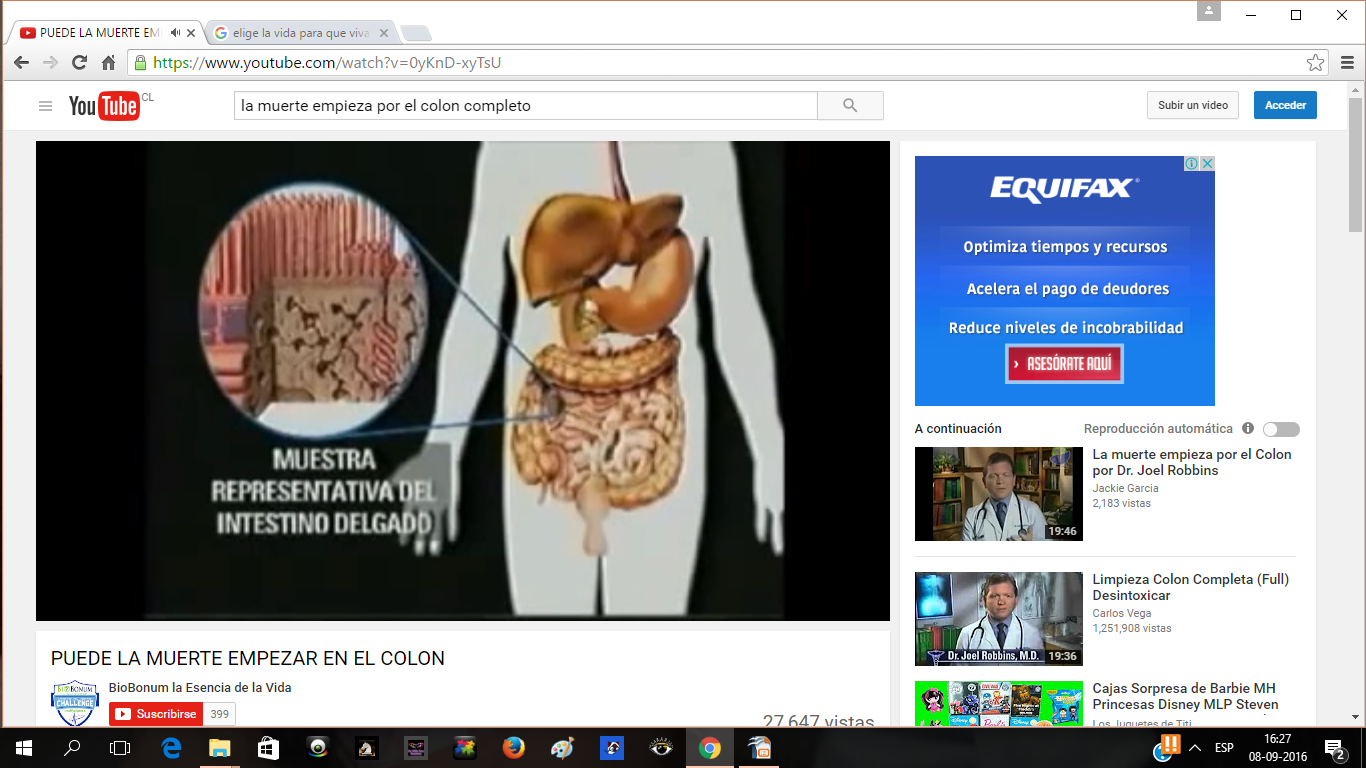 PUEDE LA MUERTE EM
elige la vida para que viva
https://www.youtube.com/watch?v=0yKnD-xyTsU
YouTube CL
la muerte empieza por el colon completo
Subir un video
Acceder
MUESTRA
REPRESENTATIVA DEL
INTESTINO DELGADO
EQUIFAX
Optimiza tiempos y recursos
Acelera el pago de deudores
Reduce niveles de incobrabilidad
› ASESÓRATE AQUÍ
A continuación
Reproducción automática
La muerte empieza por el Colon
por Dr. Joel Robbins
Jackie Garcia
2,183 vistas
19:46
Limpieza Colon Completa (Full)
Desintoxicar
Carlos Vega
1,251,908 vistas
Dr. Joel Robbins, M.D.
19:36
Cajas Sorpresa de Barbie MH
Princesas Disney MLP Steven
Los Juguetes de Titi
PUEDE LA MUERTE EMPEZAR EN EL COLON
BIOBONUM
CHALLENGE
BioBonum la Esencia de la Vida
Suscribirse
399
27,647 vistas
ESP
16:27
08-09-2016
2